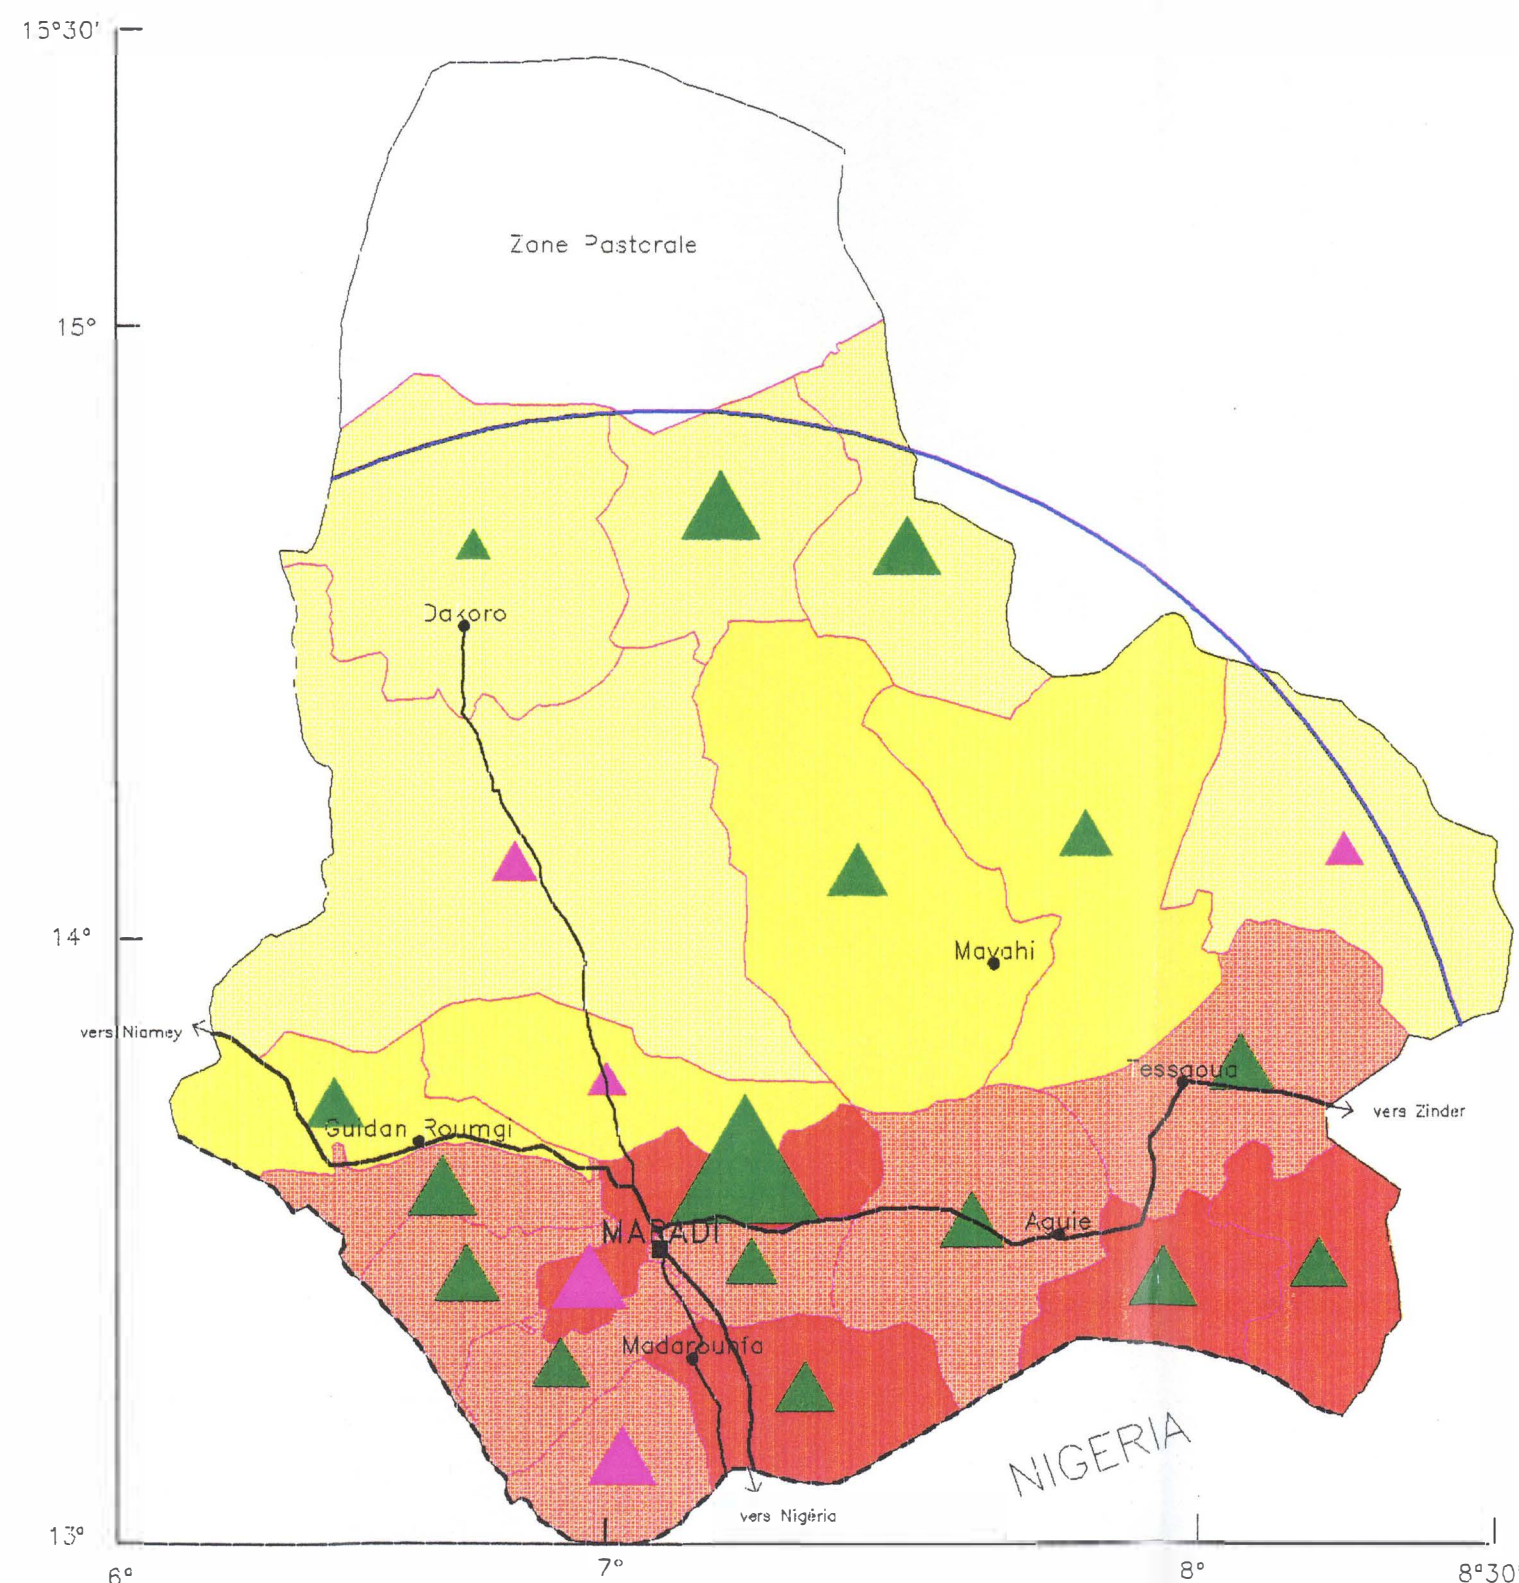 15°30'
Zone Pastorale
15°
Dakoro
14°
Mayahi
vers Niamey
Tessaoua
vers Zinder
Guidan Roumgi
MARADI
Aguie
Madarounfa
NIGERIA
vers Nigéria
13°
6° 7° 8° 8°30'